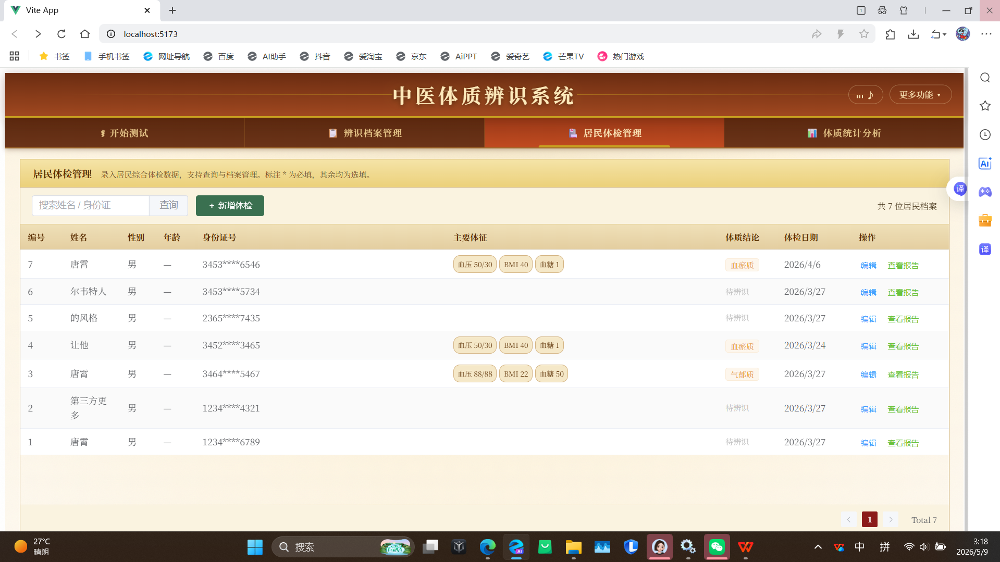 Vite App
localhost:5173
书签 手机书签 网址导航 百度 AI助手 抖音 爱淘宝 京东 AiPPT 爱奇艺 芒果TV 热门游戏
中医体质辨识系统
更多功能 ▾
开始测试 辨识档案管理 居民体检管理 体质统计分析
居民体检管理 录入居民综合体检数据，支持查询与档案管理。标注 * 为必填，其余均为选填。
搜索姓名 / 身份证 查询 + 新增体检 共 7 位居民档案
编号 姓名 性别 年龄 身份证号 主要体征 体质结论 体检日期 操作
7 唐霄 男 — 3453****6546 血压 50/30 BMI 40 血糖 1 血瘀质 2026/4/6 编辑 查看报告
6 尔韦特人 男 — 3453****5734 待辨识 2026/3/27 编辑 查看报告
5 的风格 男 — 2365****7435 待辨识 2026/3/27 编辑 查看报告
4 让他 男 — 3452****3465 血压 50/30 BMI 40 血糖 1 血瘀质 2026/3/24 编辑 查看报告
3 唐霄 男 — 3464****5467 血压 88/88 BMI 22 血糖 50 气郁质 2026/3/27 编辑 查看报告
2 第三方更多 男 — 1234****4321 待辨识 2026/3/27 编辑 查看报告
1 唐霄 男 — 1234****6789 待辨识 2026/3/27 编辑 查看报告
1 Total 7
译
AI
译
27°C
晴朗
搜索
中 拼
3:18
2026/5/9